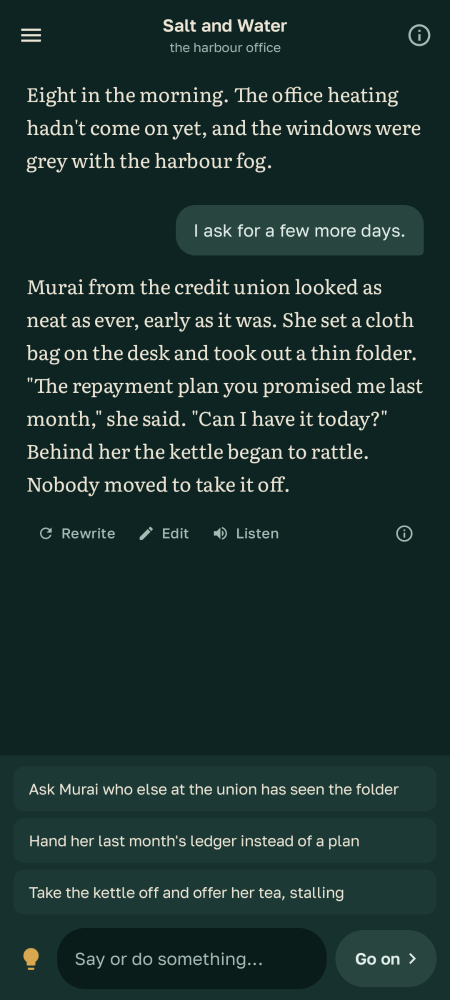 Salt and Water
the harbour office
Eight in the morning. The office heating
hadn't come on yet, and the windows were
grey with the harbour fog.
I ask for a few more days.
Murai from the credit union looked as
neat as ever, early as it was. She set a cloth
bag on the desk and took out a thin folder.
"The repayment plan you promised me last
month," she said. "Can I have it today?"
Behind her the kettle began to rattle.
Nobody moved to take it off.
Rewrite Edit Listen
Ask Murai who else at the union has seen the folder
Hand her last month's ledger instead of a plan
Take the kettle off and offer her tea, stalling
Say or do something... Go on